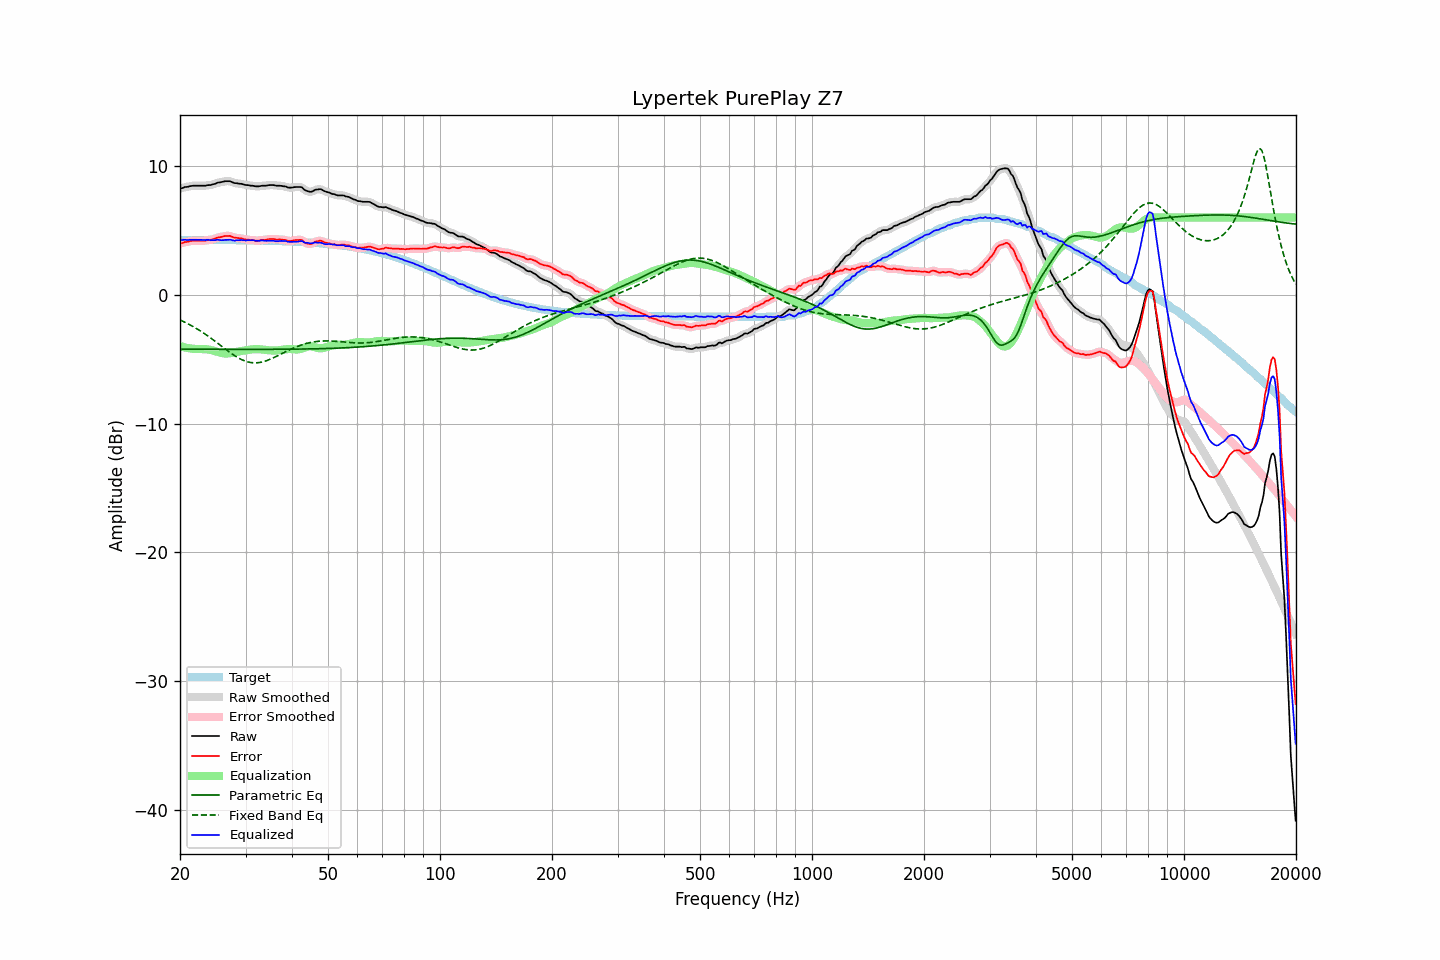 Lypertek PurePlay Z7
10
0
−10
−20
−30
−40
Amplitude (dBr)
Target
Raw Smoothed
Error Smoothed
Raw
Error
Equalization
Parametric Eq
Fixed Band Eq
Equalized
20 50 100 200 500 1000 2000 5000 10000 20000
Frequency (Hz)